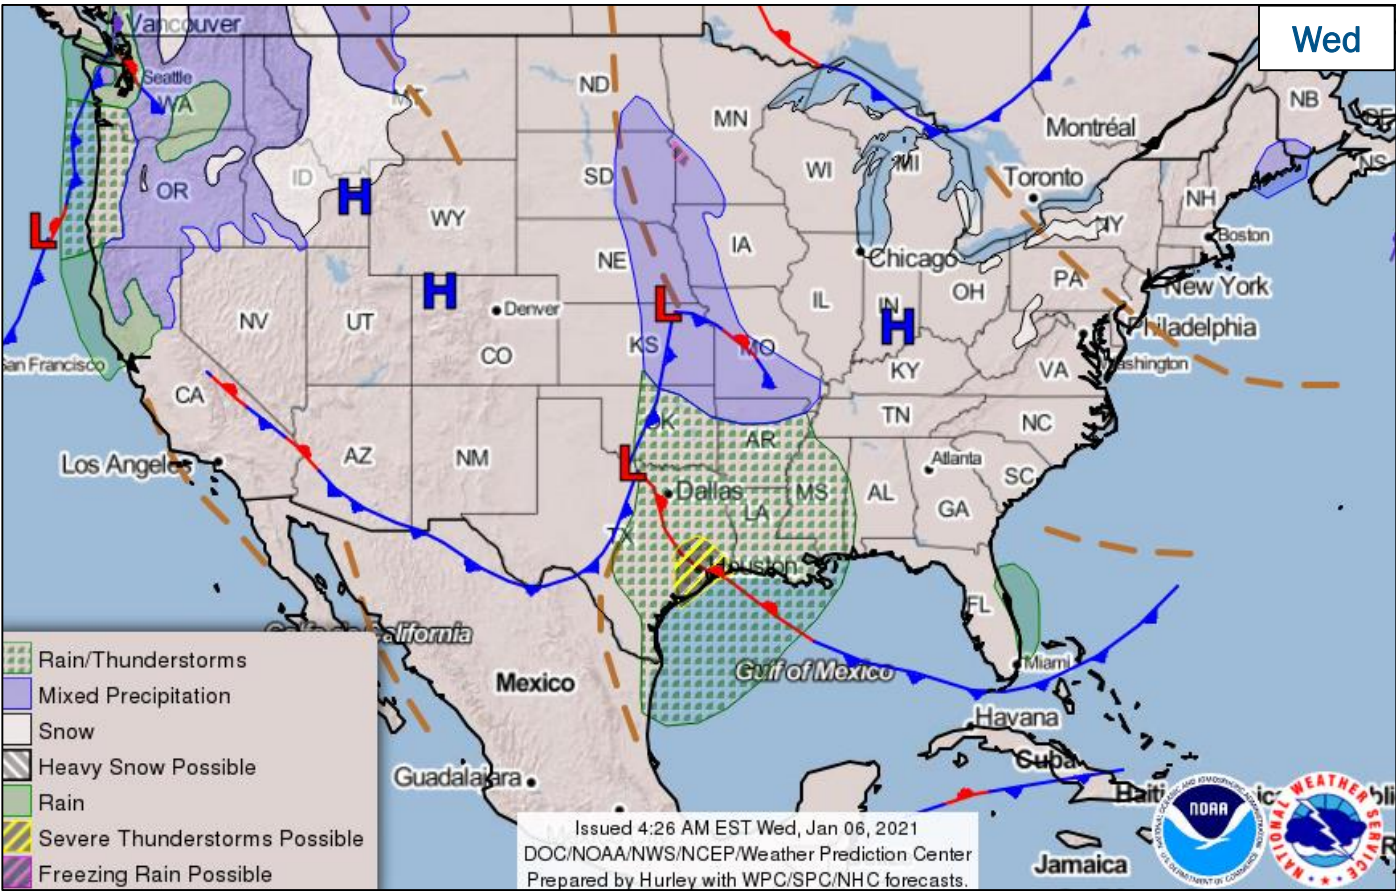 Wed
Vancouver
Seattle
WA
ND
MN
Montréal
NB
NS
OR
ID
SD
WI
MI
Toronto
NH
WY
NY
Boston
L
H
IA
NE
Chicago
H
Denver
L
IL
IN
H
OH
PA
New York
Philadelphia
NV
UT
CO
KS
MO
KY
VA
San Francisco
CA
OK
AR
TN
NC
Los Angeles
AZ
NM
L
Dallas
MS
AL
Atlanta
SC
LA
GA
TX
Houston
FL
Miami
Gulf of Mexico
Mexico
Havana
Cuba
Guadalajara
Jamaica
Rain/Thunderstorms
Mixed Precipitation
Snow
Heavy Snow Possible
Rain
Severe Thunderstorms Possible
Freezing Rain Possible
Issued 4:26 AM EST Wed, Jan 06, 2021
DOC/NOAA/NWS/NCEP/Weather Prediction Center
Prepared by Hurley with WPC/SPC/NHC forecasts.
NOAA
NATIONAL WEATHER SERVICE